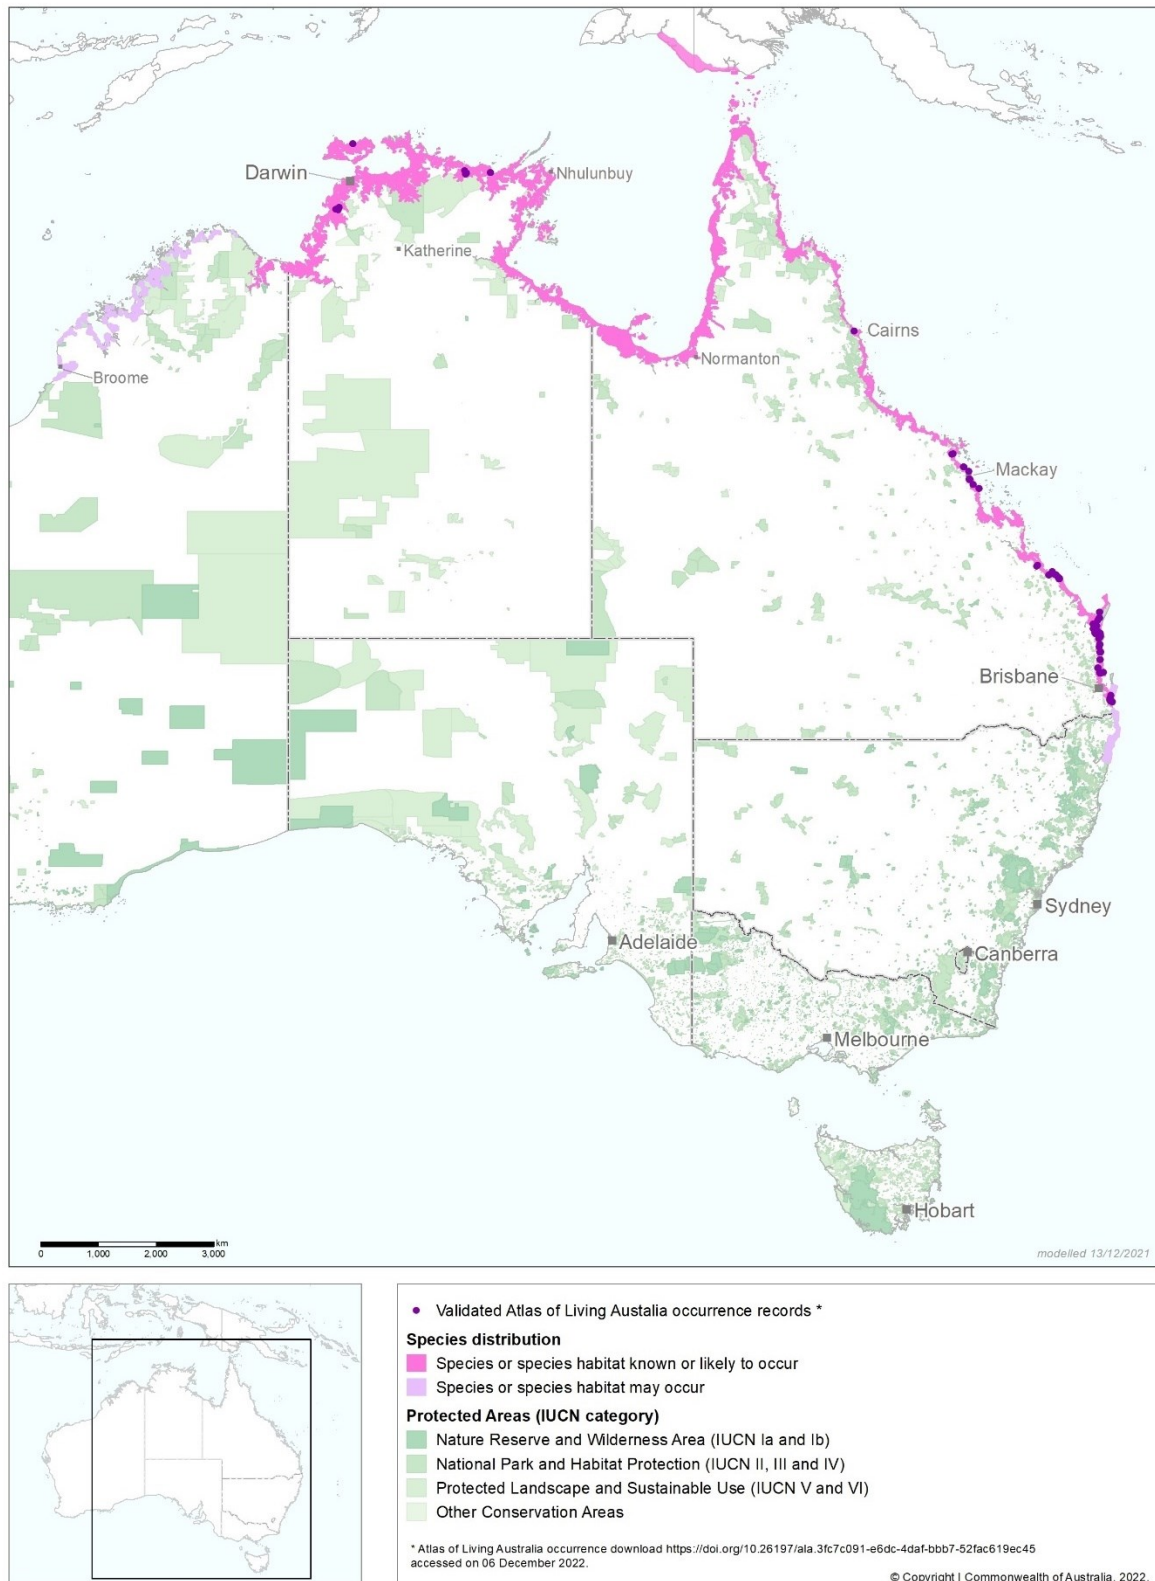 Darwin
Nhulunbuy
Katherine
Cairns
Normanton
Broome
Mackay
Brisbane
Sydney
Adelaide
Canberra
Melbourne
Hobart
km
0 1,000 2,000 3,000
modelled 13/12/2021
Validated Atlas of Living Austalia occurrence records *
Species distribution
Species or species habitat known or likely to occur
Species or species habitat may occur
Protected Areas (IUCN category)
Nature Reserve and Wilderness Area (IUCN Ia and Ib)
National Park and Habitat Protection (IUCN II, III and IV)
Protected Landscape and Sustainable Use (IUCN V and VI)
Other Conservation Areas
* Atlas of Living Australia occurrence download https://doi.org/10.26197/ala.3fc7c091-e6dc-4daf-bbb7-52fac619ec45
accessed on 06 December 2022.
© Copyright | Commonwealth of Australia, 2022.